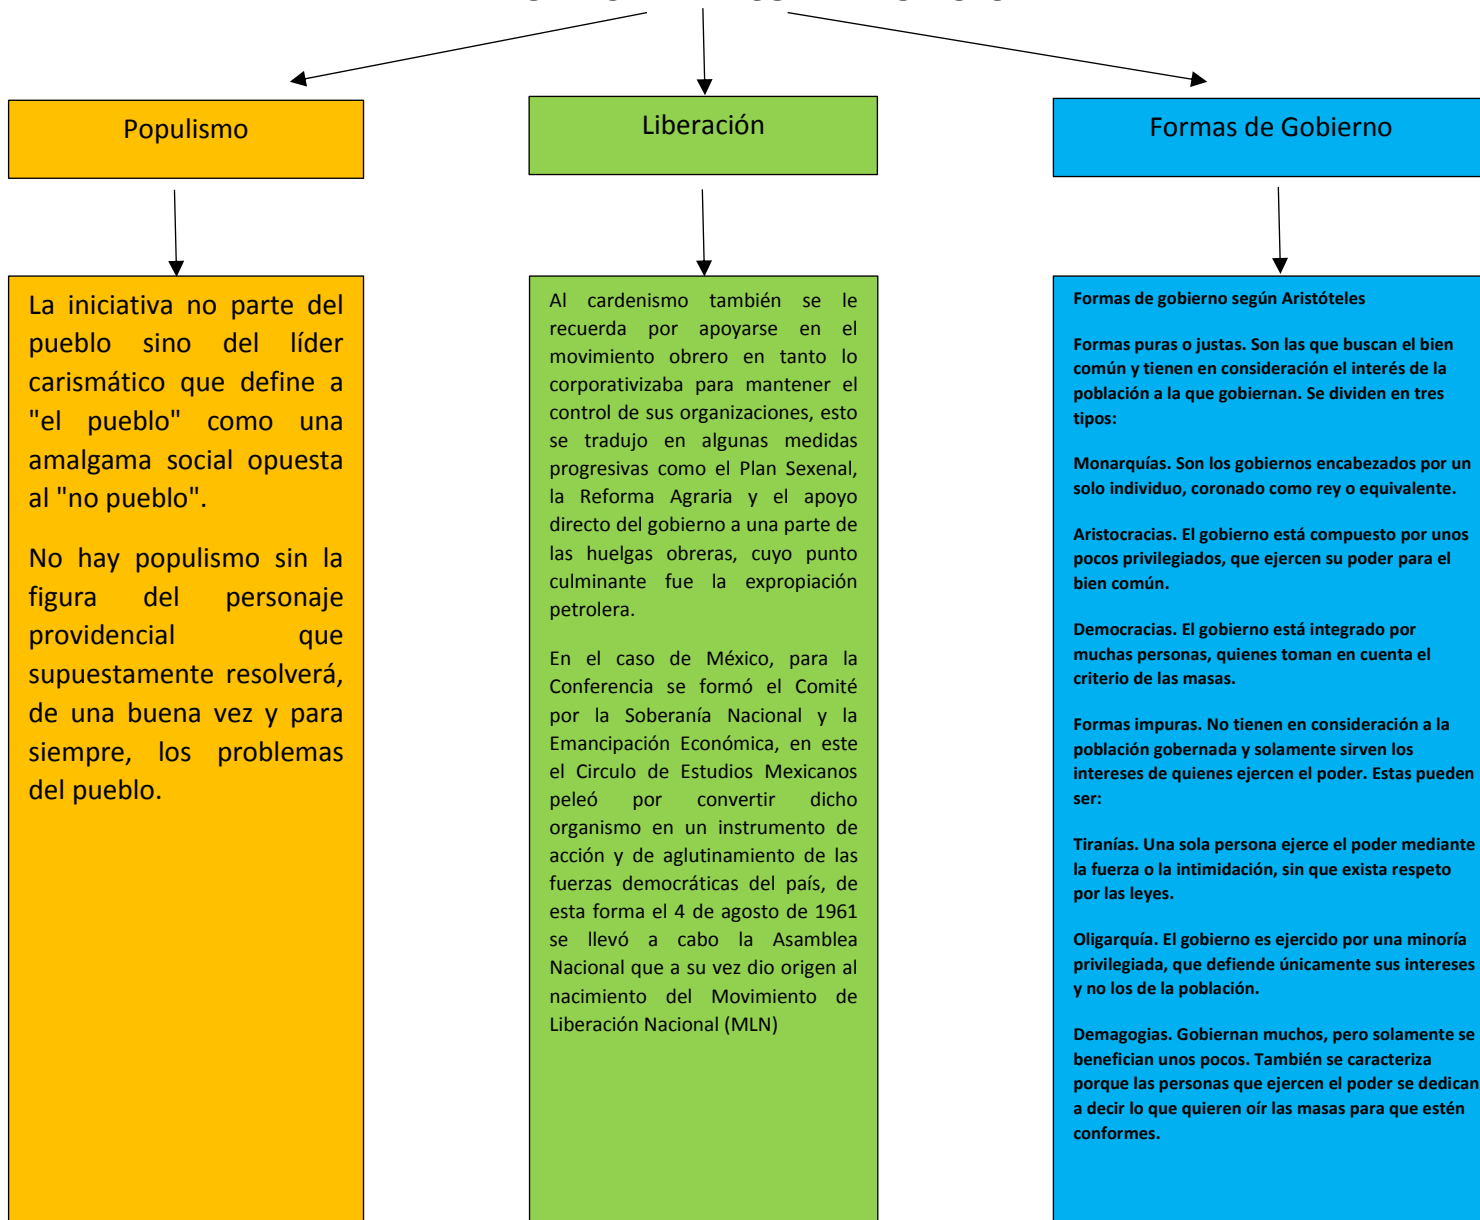 Populismo
Liberación
Formas de Gobierno
La iniciativa no parte del
pueblo sino del líder
carismático que define a
"el pueblo" como una
amalgama social opuesta
al "no pueblo".
No hay populismo sin la
figura del personaje
providencial que
supuestamente resolverá,
de una buena vez y para
siempre, los problemas
del pueblo.
Al cardenismo también se le
recuerda por apoyarse en el
movimiento obrero en tanto lo
corporativizaba para mantener el
control de sus organizaciones, esto
se tradujo en algunas medidas
progresivas como el Plan Sexenal,
la Reforma Agraria y el apoyo
directo del gobierno a una parte de
las huelgas obreras, cuyo punto
culminante fue la expropiación
petrolera.
En el caso de México, para la
Conferencia se formó el Comité
por la Soberanía Nacional y la
Emancipación Económica, en este
el Circulo de Estudios Mexicanos
peleó por convertir dicho
organismo en un instrumento de
acción y de aglutinamiento de las
fuerzas democráticas del país, de
esta forma el 4 de agosto de 1961
se llevó a cabo la Asamblea
Nacional que a su vez dio origen al
nacimiento del Movimiento de
Liberación Nacional (MLN)
Formas de gobierno según Aristóteles
Formas puras o justas. Son las que buscan el bien
común y tienen en consideración el interés de la
población a la que gobiernan. Se dividen en tres
tipos:
Monarquías. Son los gobiernos encabezados por un
solo individuo, coronado como rey o equivalente.
Aristocracias. El gobierno está compuesto por unos
pocos privilegiados, que ejercen su poder para el
bien común.
Democracias. El gobierno está integrado por
muchas personas, quienes toman en cuenta el
criterio de las masas.
Formas impuras. No tienen en consideración a la
población gobernada y solamente sirven los
intereses de quienes ejercen el poder. Estas pueden
ser:
Tiranías. Una sola persona ejerce el poder mediante
la fuerza o la intimidación, sin que exista respeto
por las leyes.
Oligarquía. El gobierno es ejercido por una minoría
privilegiada, que defiende únicamente sus intereses
y no los de la población.
Demagogias. Gobiernan muchos, pero solamente se
benefician unos pocos. También se caracteriza
porque las personas que ejercen el poder se dedican
a decir lo que quieren oír las masas para que estén
conformes.